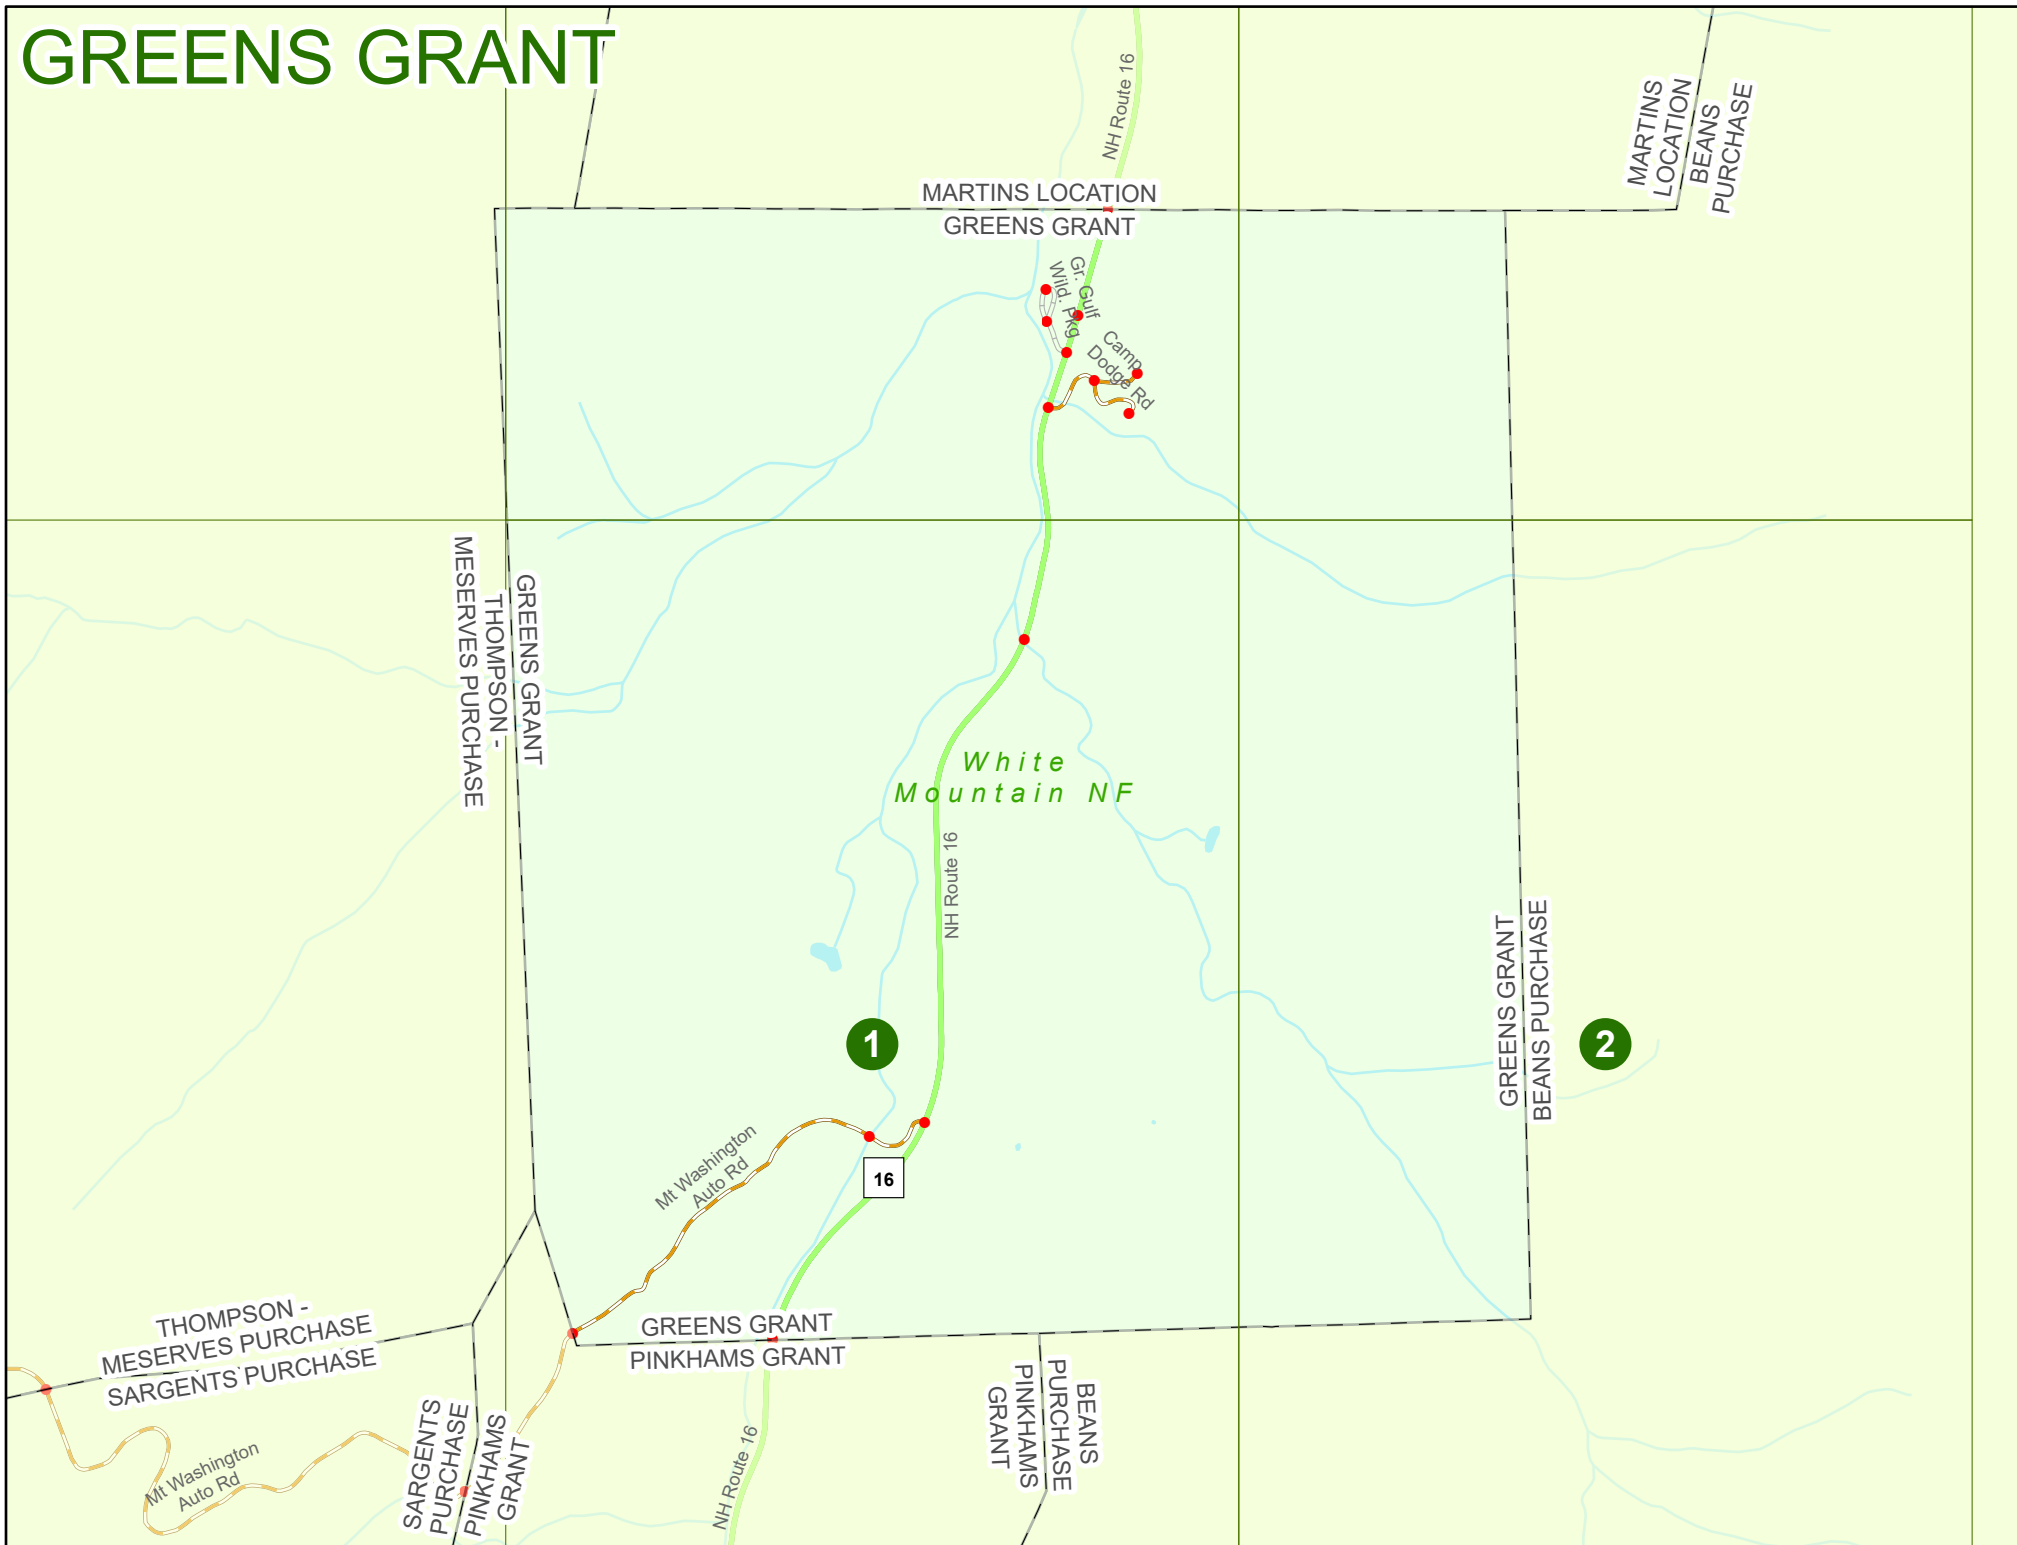 GREENS GRANT
NH Route 16
MARTINS
LOCATION
BEANS
PURCHASE
MARTINS LOCATION
GREENS GRANT
Gr. Gulf
Wild. Pkg
Camp
Dodge Rd
GREENS GRANT
THOMPSON -
MESERVES PURCHASE
White
Mountain NF
NH Route 16
GREENS GRANT
BEANS PURCHASE
1
2
Mt Washington
Auto Rd
16
THOMPSON -
MESERVES PURCHASE
SARGENTS PURCHASE
GREENS GRANT
PINKHAMS GRANT
SARGENTS
PURCHASE
PINKHAMS
GRANT
BEANS
PURCHASE
PINKHAMS
GRANT
Mt Washington
Auto Rd
NH Route 16